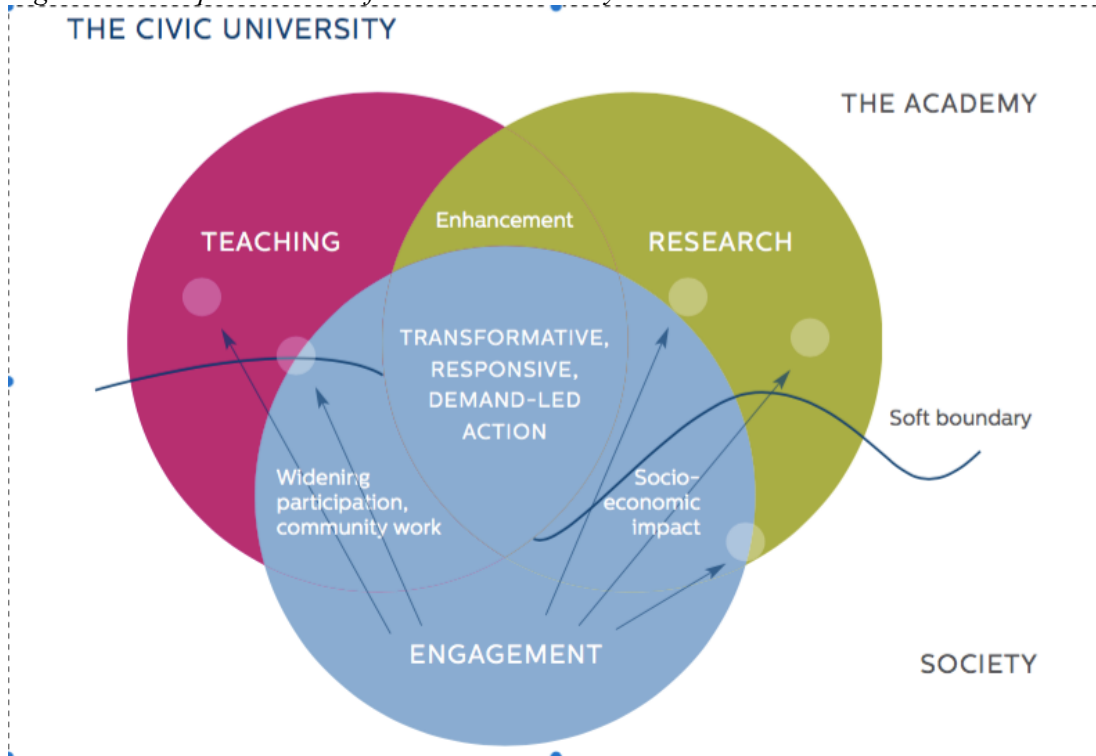 THE CIVIC UNIVERSITY
THE ACADEMY
Enhancement
TEACHING
RESEARCH
TRANSFORMATIVE,
RESPONSIVE,
DEMAND-LED
ACTION
Soft boundary
Widening
participation,
community work
Socio-
economic
impact
ENGAGEMENT
SOCIETY